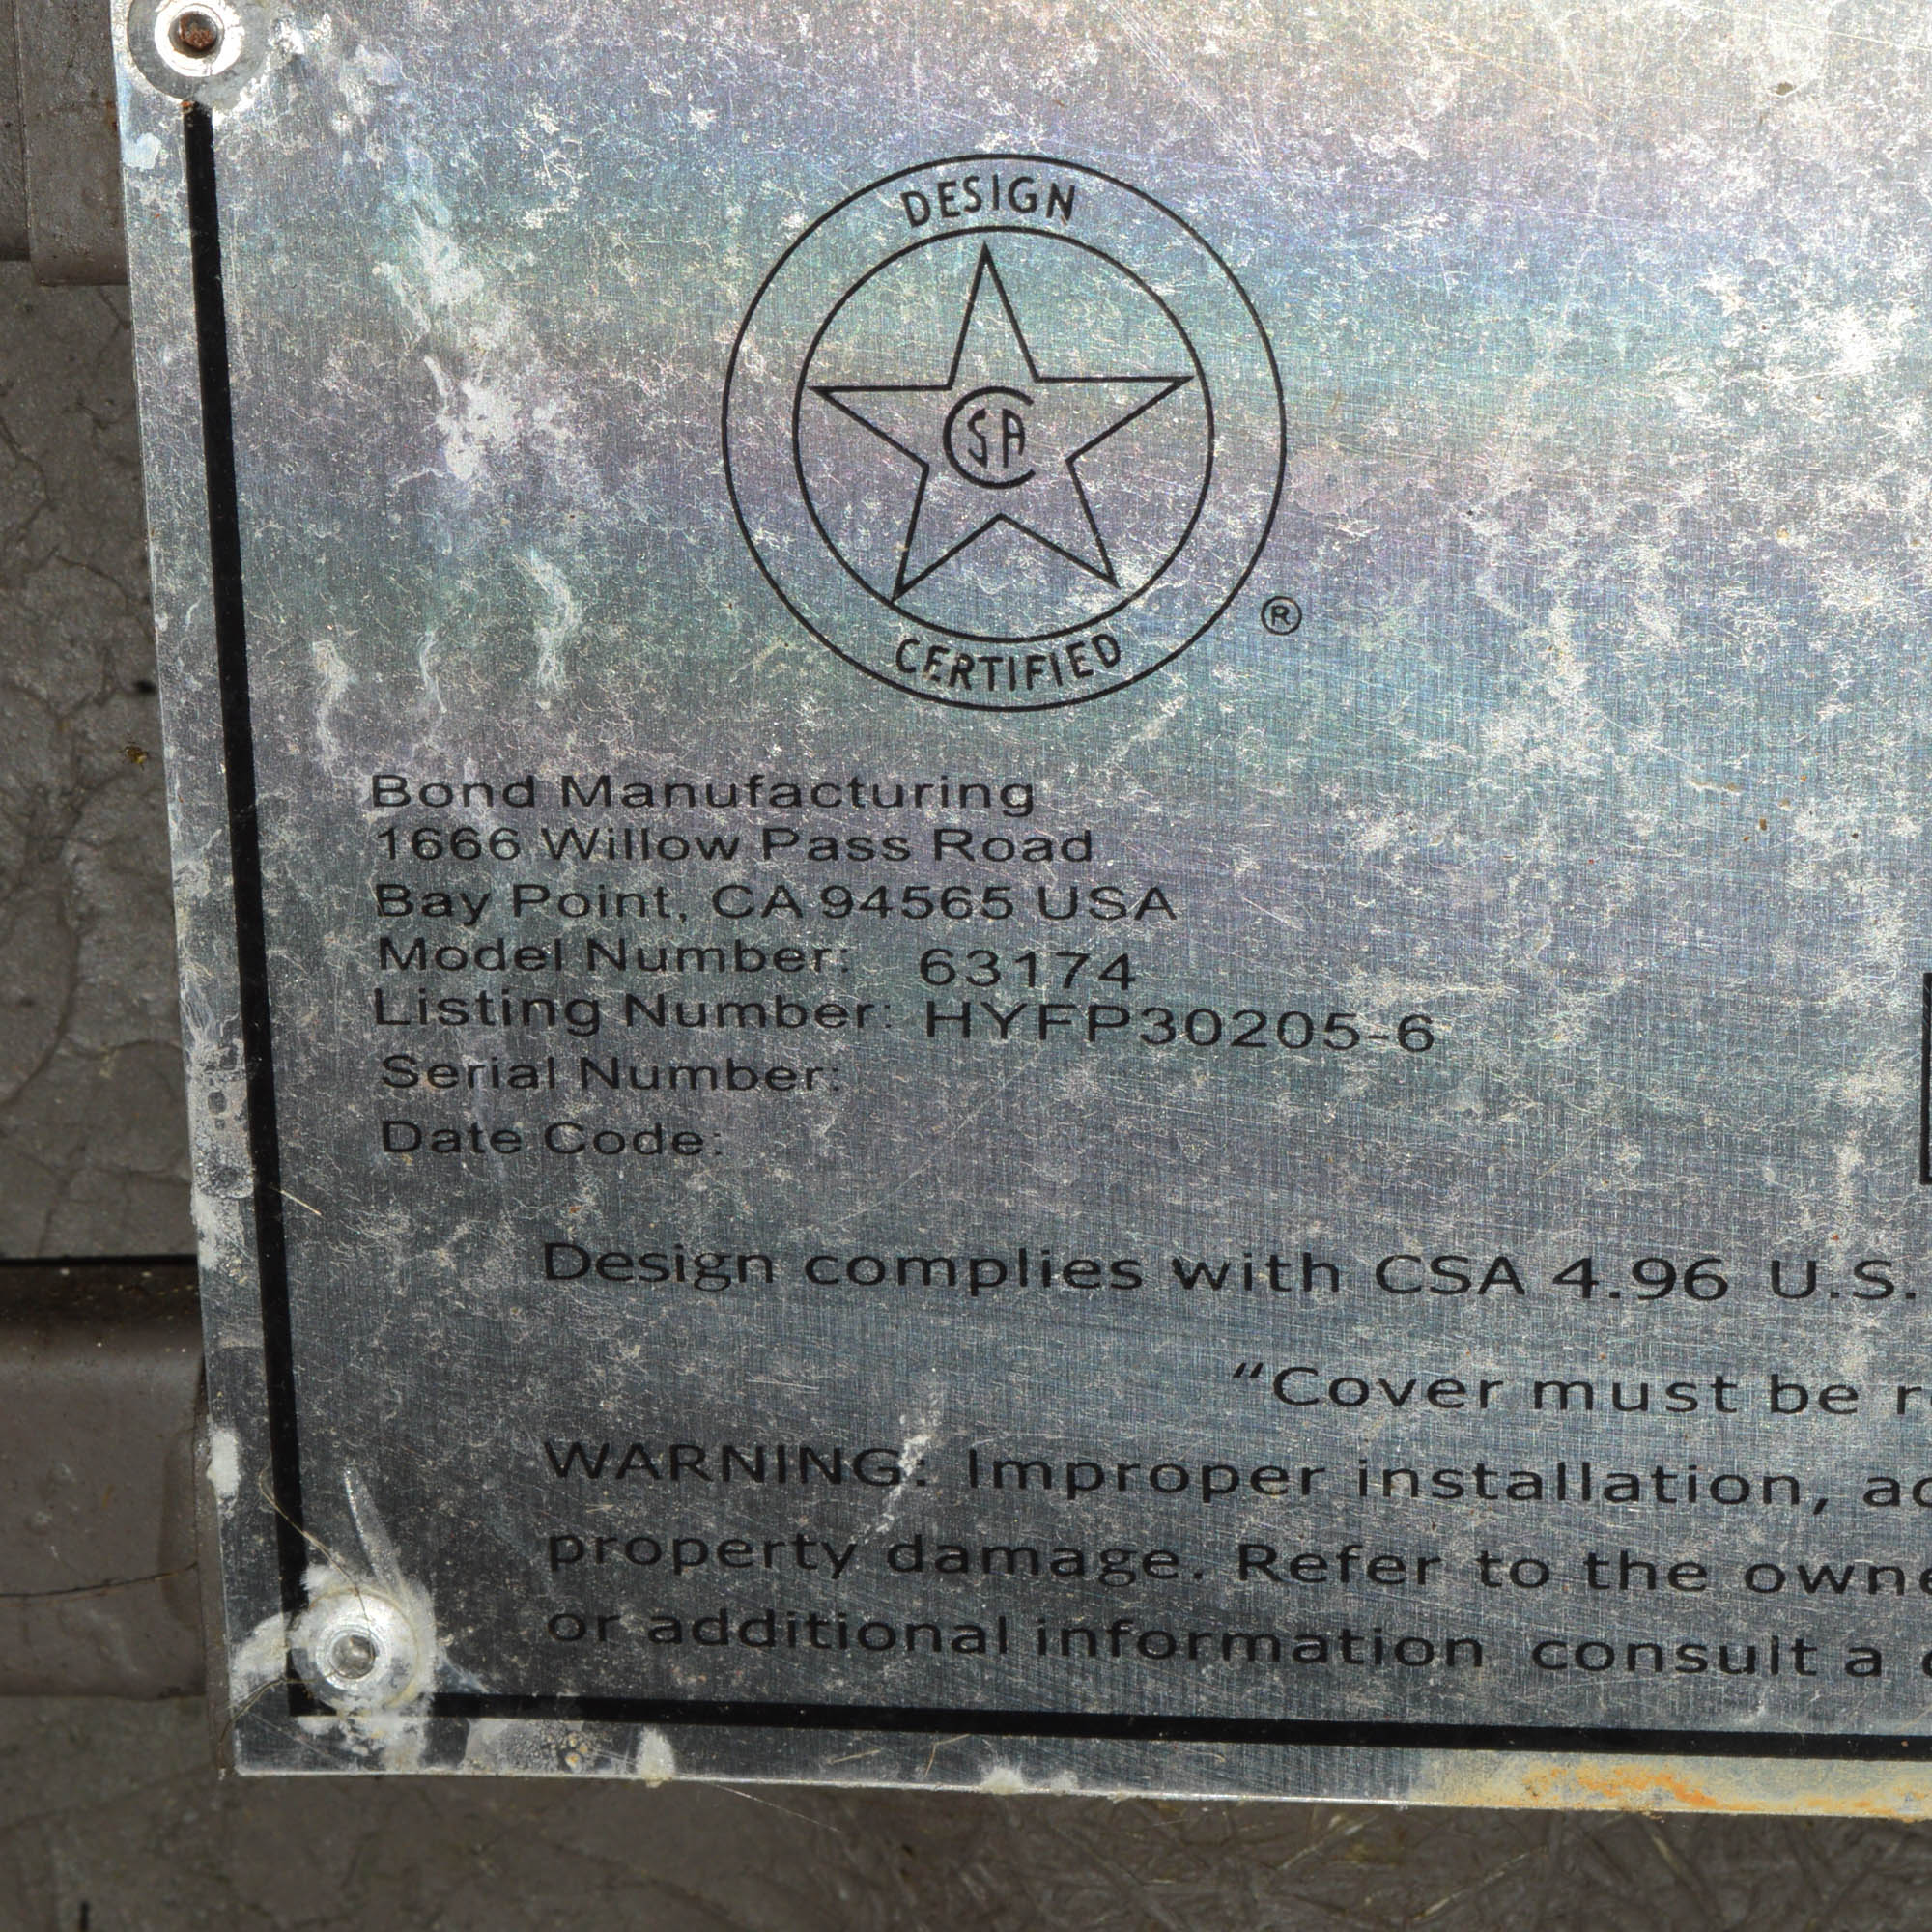 DESIGN
CSA
CERTIFIED
®
Bond Manufacturing
1666 Willow Pass Road
Bay Point, CA 94565 USA
Model Number: 63174
Listing Number: HYFP30205-6
Serial Number:
Date Code:
Design complies with CSA 4.96 U.S.
“Cover must be
WARNING: Improper installation,
property damage. Refer to the
or additional information consult a